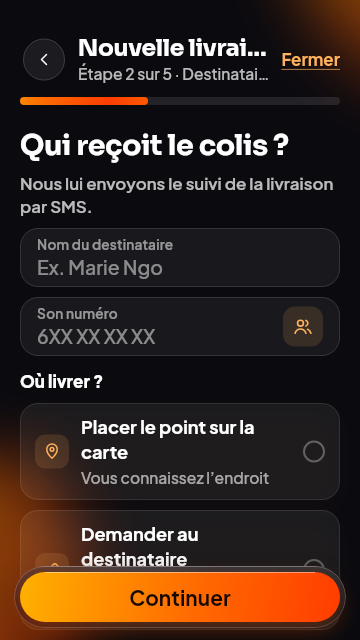 Nouvelle livrai...
Étape 2 sur 5 · Destinatai...
Fermer
Qui reçoit le colis ?
Nous lui envoyons le suivi de la livraison
par SMS.
Nom du destinataire
Ex. Marie Ngo
Son numéro
6XX XX XX XX
Où livrer ?
Placer le point sur la
carte
Vous connaissez l’endroit
Demander au
destinataire
Continuer